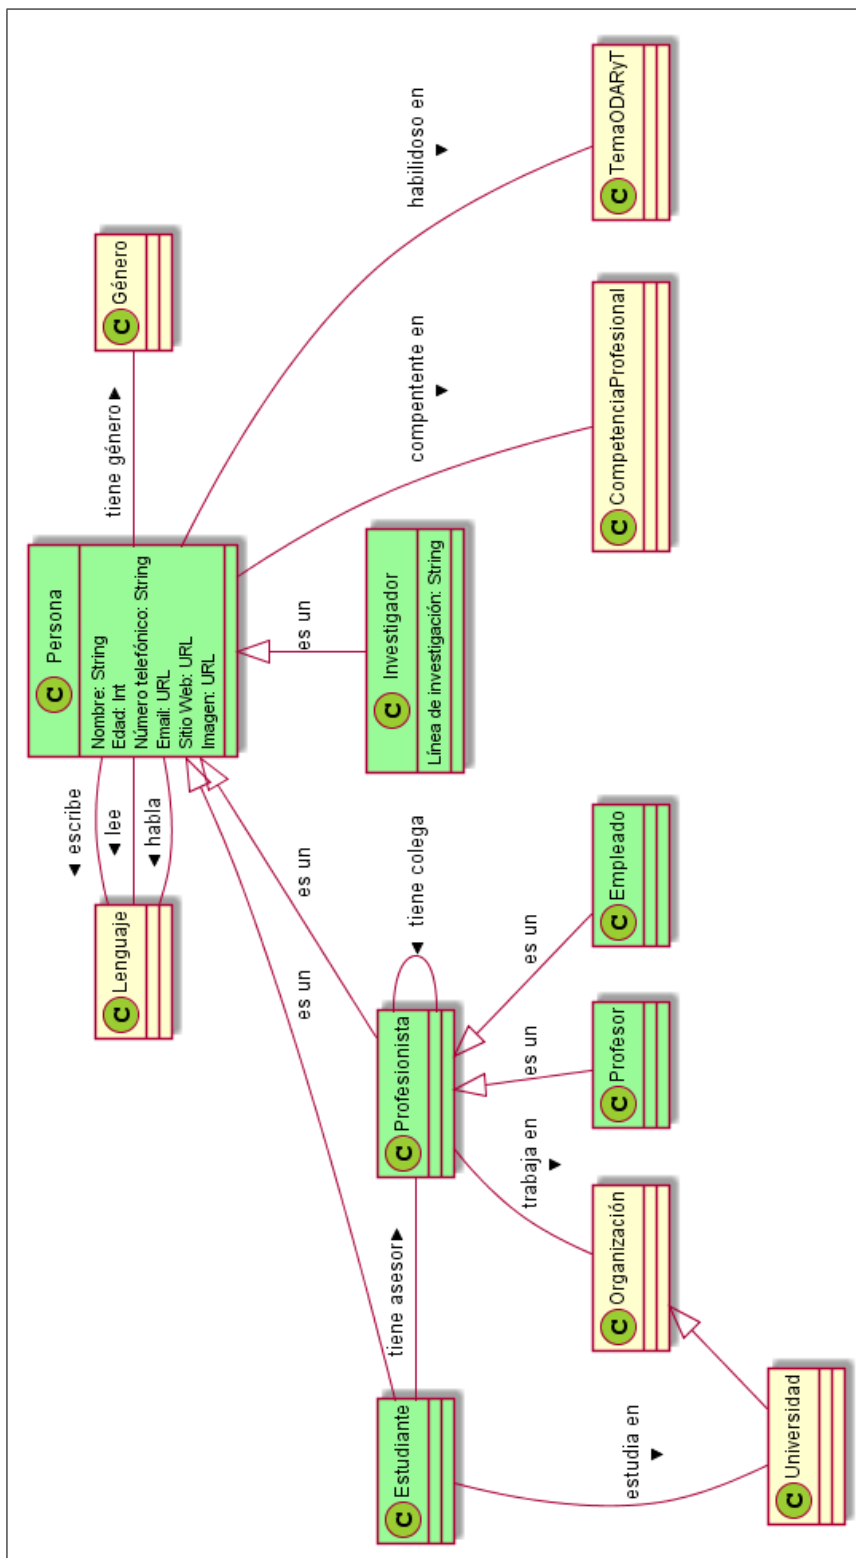 C Persona
Nombre: String
Edad: Int
Número telefónico: String
Email: URL
Sitio Web: URL
Imagen: URL
C Lenguaje
◄ escribe
◄ lee
◄ habla
tiene género►
C Género
es un
es un
es un
compentente en
▼
habilidoso en
▼
C Estudiante
tiene asesor►
C Profesionista
◄ tiene colega
C Investigador
Línea de investigación: String
C CompetenciaProfesional
C TemaODARyT
estudia en
▼
trabaja en
▼
es un
es un
C Organización
C Profesor
C Empleado
C Universidad